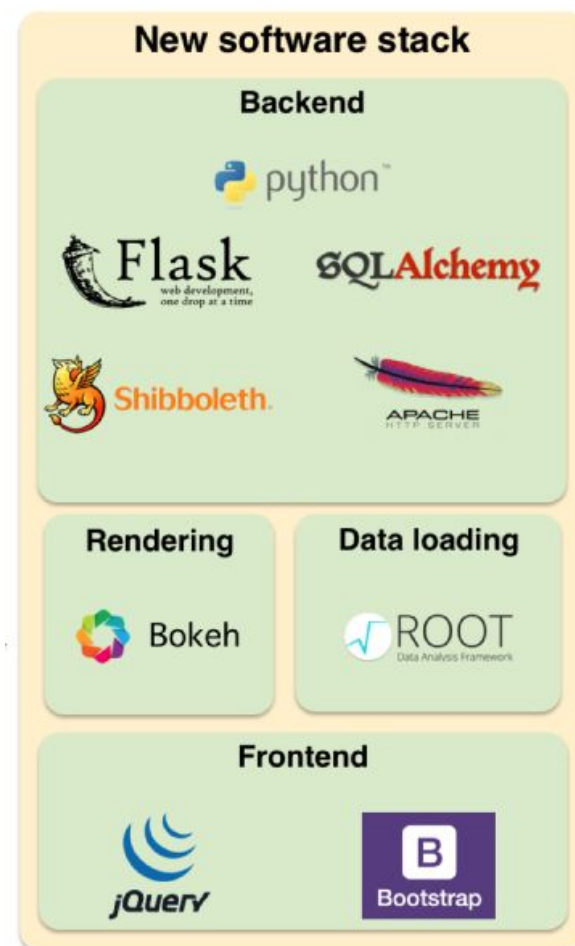 New software stack
Backend
python™
Flask
web development,
one drop at a time
SQLAlchemy
Shibboleth.
APACHE
HTTP SERVER
Rendering
Data loading
Bokeh
ROOT
Data Analysis Framework
Frontend
jQuery
B
Bootstrap